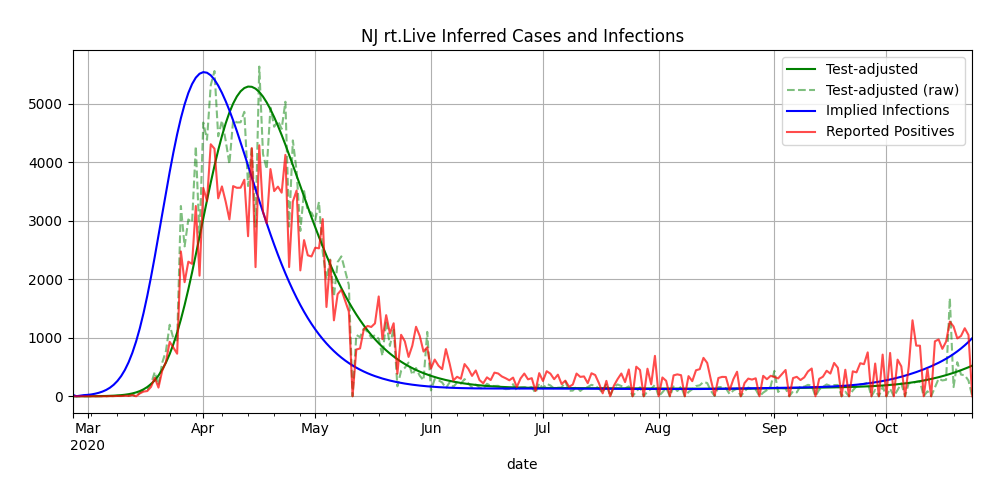 NJ rt.Live Inferred Cases and Infections
Test-adjusted
Test-adjusted (raw)
Implied Infections
Reported Positives
5000
4000
3000
2000
1000
0
Mar Apr May Jun Jul Aug Sep Oct
2020
date